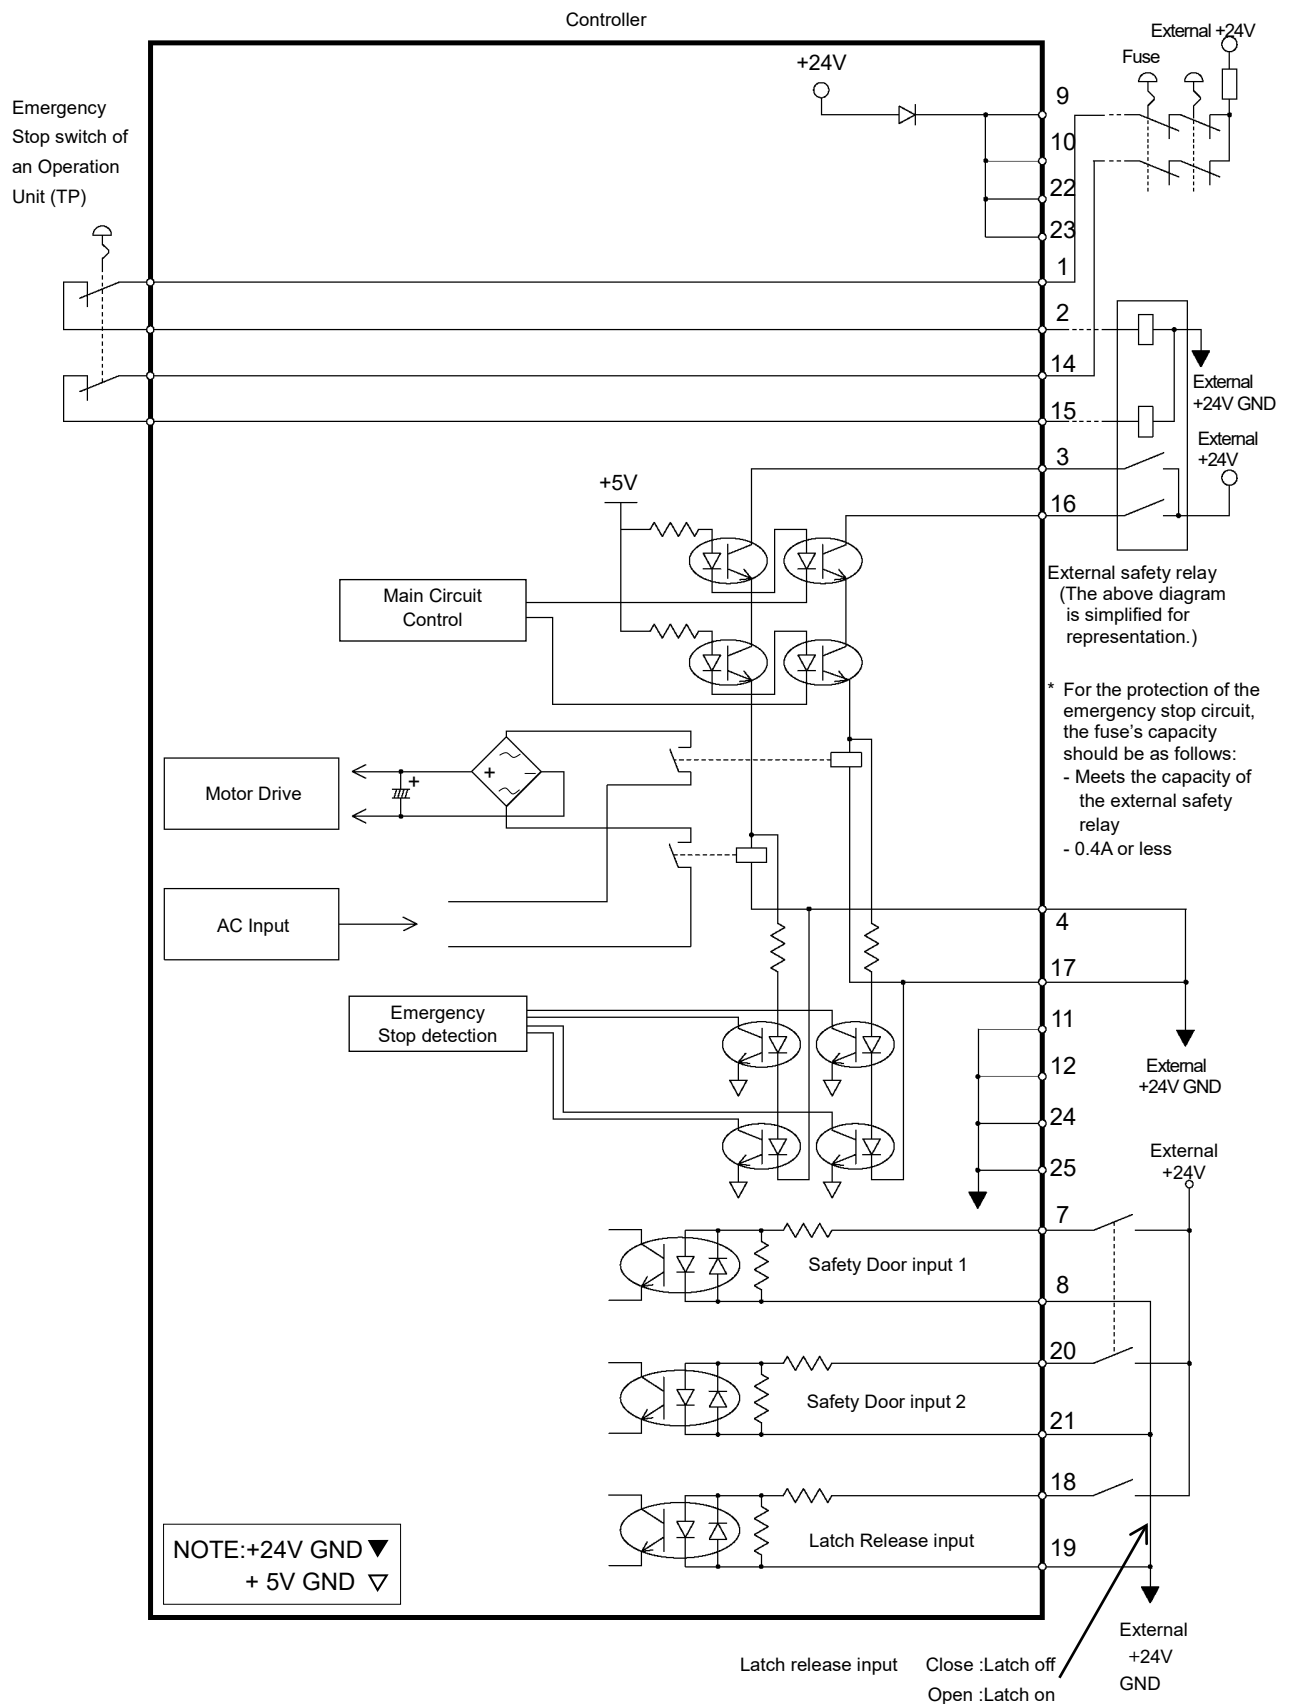 Controller
External +24V
Fuse
+24V
9
10
22
23
1
2
14
15
3
16
Emergency
Stop switch of
an Operation
Unit (TP)
External
+24V GND
External
+24V
+5V
Main Circuit
Control
External safety relay
(The above diagram
is simplified for
representation.)
* For the protection of the
emergency stop circuit,
the fuse’s capacity
should be as follows:
- Meets the capacity of
the external safety
relay
- 0.4A or less
Motor Drive
+
–
+
AC Input
4
17
11
12
24
25
Emergency
Stop detection
External
+24V GND
External
+24V
7
Safety Door input 1
8
20
Safety Door input 2
21
18
Latch Release input
19
NOTE:+24V GND ▼
+ 5V GND ▽
External
+24V
GND
Latch release input Close :Latch off
Open :Latch on